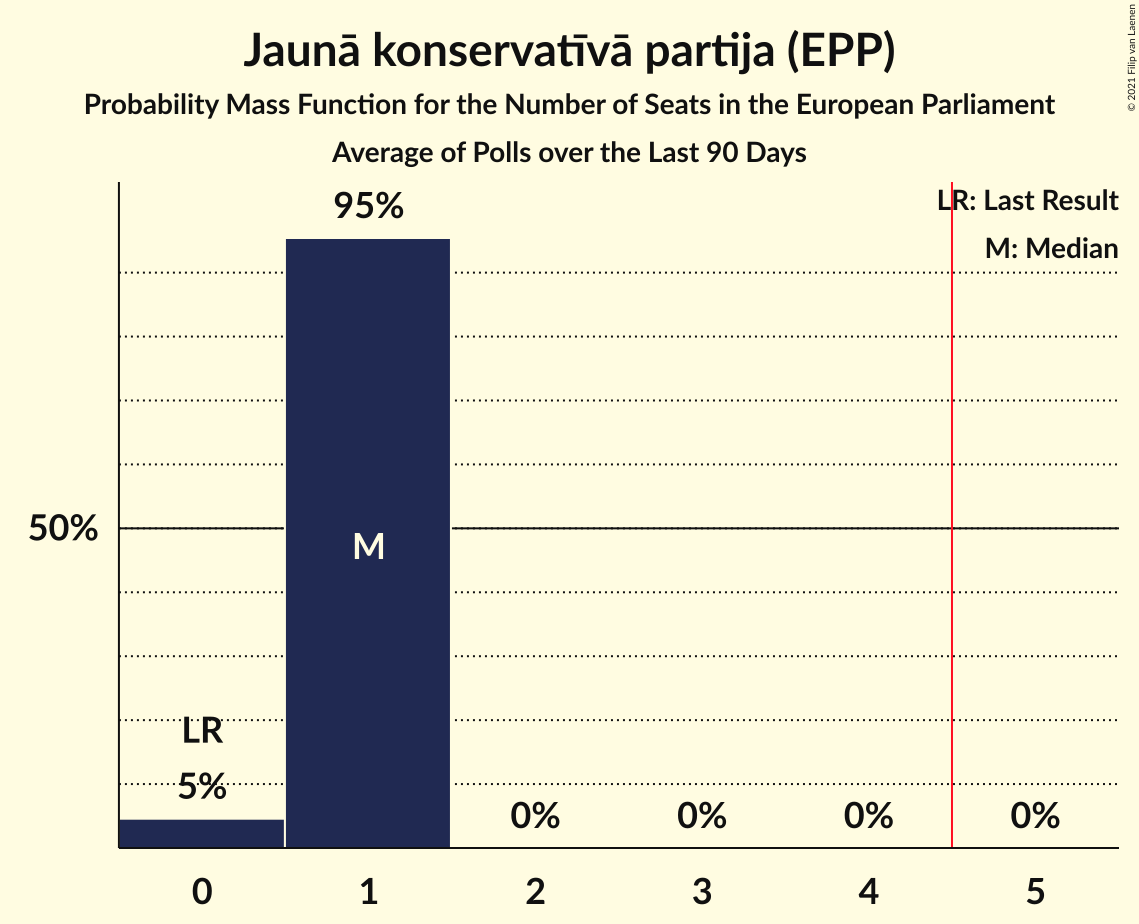 Jaunā konservatīvā partija (EPP)
Probability Mass Function for the Number of Seats in the European Parliament
Average of Polls over the Last 90 Days
© 2021 Filip van Laenen
95%
LR: Last Result
M: Median
50%
M
LR
5%
0%
0%
0%
0%
0
1
2
3
4
5